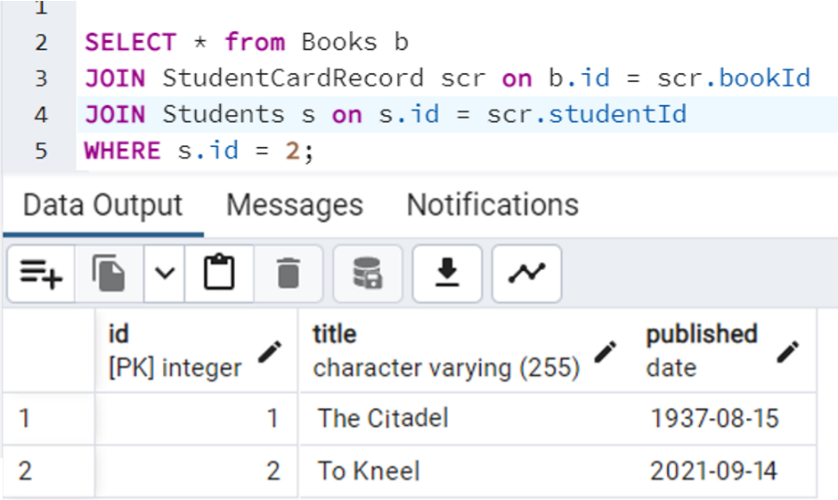 1
2 SELECT * from Books b
3 JOIN StudentCardRecord scr on b.id = scr.bookId
4 JOIN Students s on s.id = scr.studentId
5 WHERE s.id = 2;
Data Output Messages Notifications
id title published
[PK] integer character varying (255) date
1 1 The Citadel 1937-08-15
2 2 To Kneel 2021-09-14